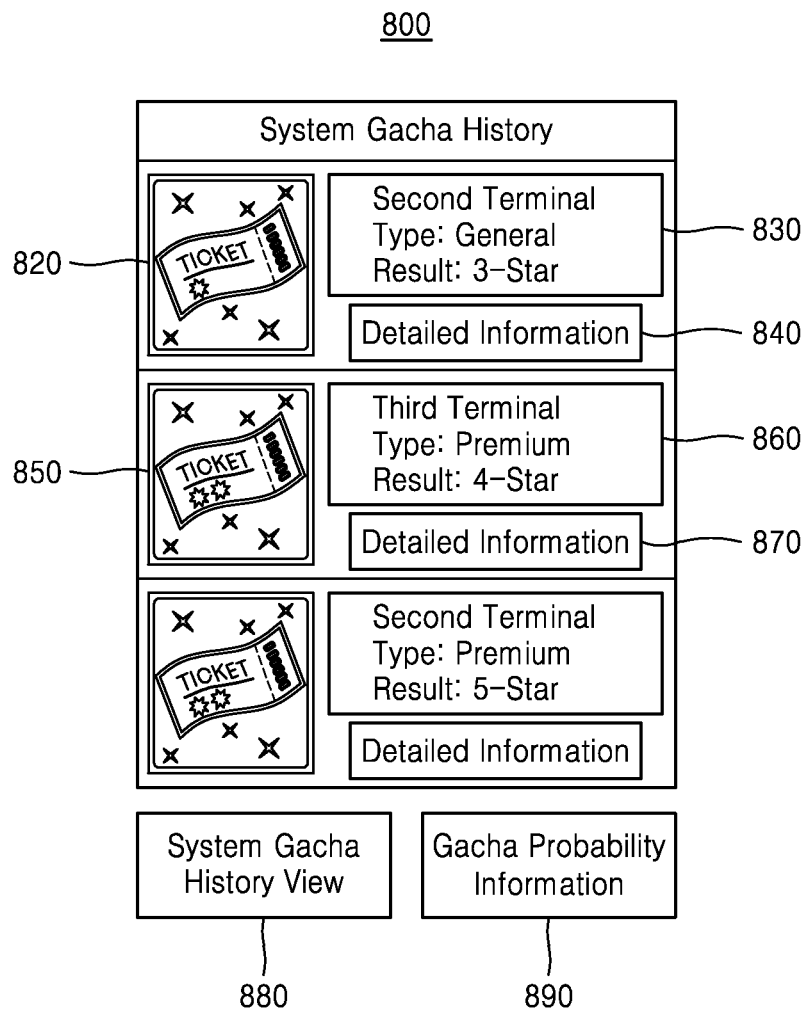 800
System Gacha History
820
TICKET
Second Terminal
Type: General
Result: 3-Star
830
Detailed Information
840
850
TICKET
Third Terminal
Type: Premium
Result: 4-Star
860
Detailed Information
870
TICKET
Second Terminal
Type: Premium
Result: 5-Star
Detailed Information
System Gacha
History View
Gacha Probability
Information
880
890